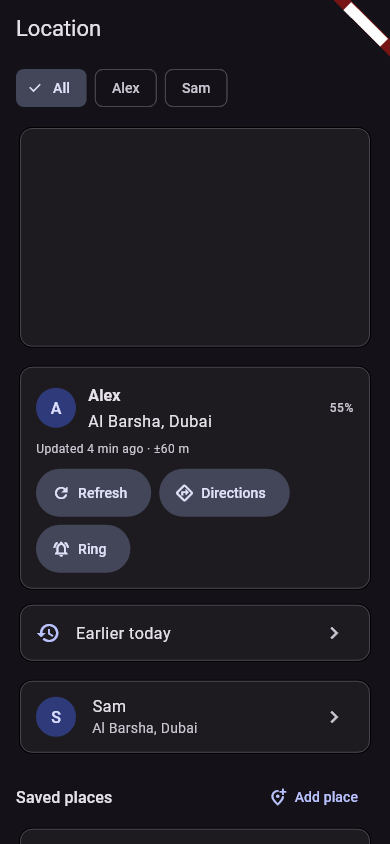 Location
All
Alex
Sam
A
Alex
Al Barsha, Dubai
55%
Updated 4 min ago · ±60 m
Refresh
Directions
Ring
Earlier today
S
Sam
Al Barsha, Dubai
Saved places
Add place